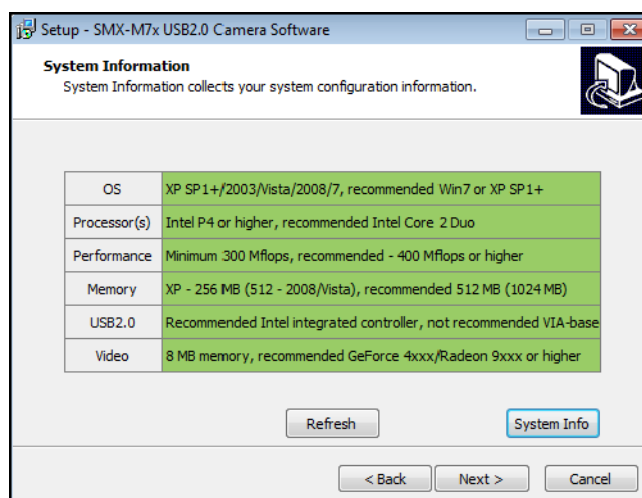 Setup - SMX-M7x USB2.0 Camera Software
System Information
System Information collects your system configuration information.
OS XP SP1+/2003/Vista/2008/7, recommended Win7 or XP SP1+
Processor(s) Intel P4 or higher, recommended Intel Core 2 Duo
Performance Minimum 300 Mflops, recommended - 400 Mflops or higher
Memory XP - 256 MB (512 - 2008/Vista), recommended 512 MB (1024 MB)
USB2.0 Recommended Intel integrated controller, not recommended VIA-base
Video 8 MB memory, recommended GeForce 4xxx/Radeon 9xxx or higher
Refresh System Info
< Back Next > Cancel